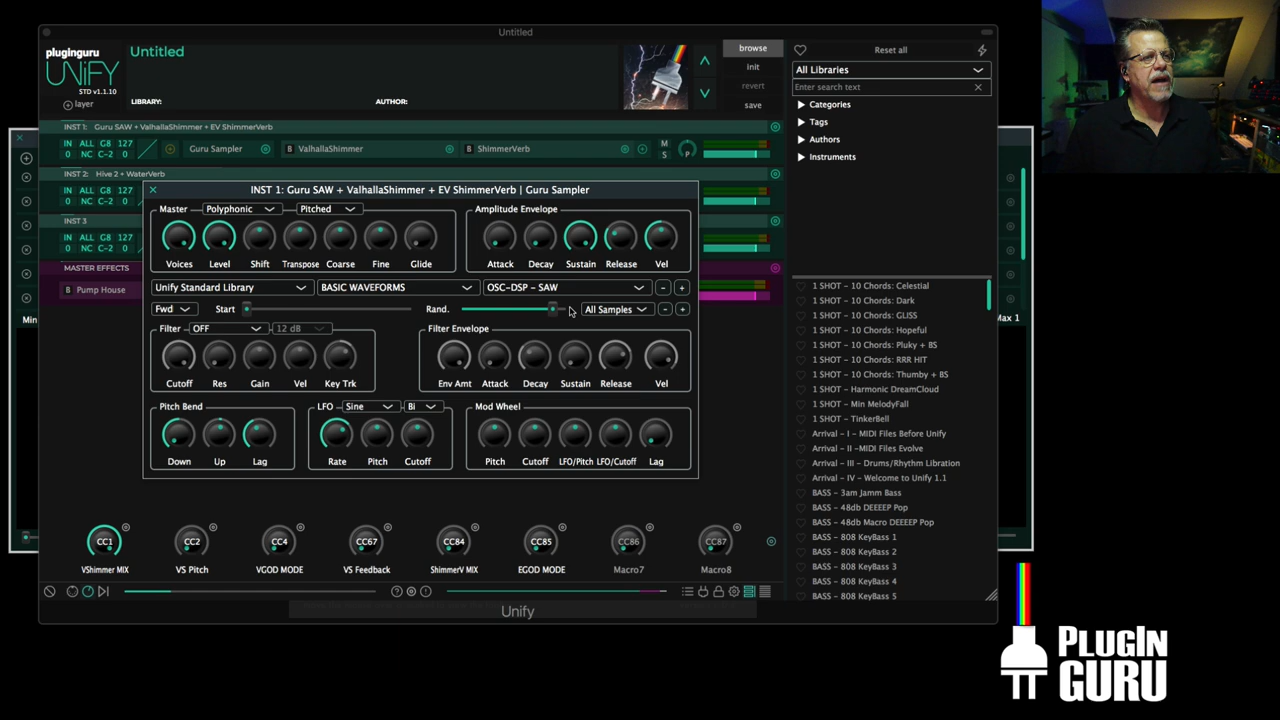 Untitled
pluginguru
UNiFY
STD v1.1.10
layer
Untitled
LIBRARY:
AUTHOR:
browse
init
revert
save
Reset all
All Libraries
Enter search text
Categories
Tags
Authors
Instruments
INST 1: Guru SAW + ValhallaShimmer + EV ShimmerVerb
IN ALL G8 127
0 NC C-2 0
Guru Sampler
B ValhallaShimmer
B ShimmerVerb
M
S
P
INST 2: Hive 2 + WaterVerb
IN ALL G8 127
0 NC C-2 0
INST 3
IN ALL G8 127
0 NC C-2 0
MASTER EFFECTS
B Pump House
INST 1: Guru SAW + ValhallaShimmer + EV ShimmerVerb | Guru Sampler
Master Polyphonic Pitched
Voices Level Shift Transpose Coarse Fine Glide
Amplitude Envelope
Attack Decay Sustain Release Vel
Unify Standard Library BASIC WAVEFORMS OSC-DSP - SAW - +
Fwd Start Rand. All Samples - +
Filter OFF 12 dB
Cutoff Res Gain Vel Key Trk
Filter Envelope
Env Amt Attack Decay Sustain Release Vel
Pitch Bend
Down Up Lag
LFO Sine Bi
Rate Pitch Cutoff
Mod Wheel
Pitch Cutoff LFO/Pitch LFO/Cutoff Lag
Min
Max 1
1 SHOT - 10 Chords: Celestial
1 SHOT - 10 Chords: Dark
1 SHOT - 10 Chords: GLISS
1 SHOT - 10 Chords: Hopeful
1 SHOT - 10 Chords: Pluky + BS
1 SHOT - 10 Chords: RRR HIT
1 SHOT - 10 Chords: Thumby + BS
1 SHOT - Harmonic DreamCloud
1 SHOT - Min MelodyFall
1 SHOT - TinkerBell
Arrival - I - MIDI Files Before Unify
Arrival - II -MIDI Files Evolve
Arrival - III - Drums/Rhythm Libration
Arrival - IV - Welcome to Unify 1.1
BASS - 3am Jamm Bass
BASS - 48db DEEEEP Pop
BASS - 48db Macro DEEEEP Pop
BASS - 808 KeyBass 1
BASS - 808 KeyBass 2
BASS - 808 KeyBass 3
BASS - 808 KeyBass 4
BASS - 808 KeyBass 5
CC1 CC2 CC4 CC67 CC84 CC85 CC86 CC87
VShimmer MIX VS Pitch VGOD MODE VS Feedback ShimmerV MIX EGOD MODE Macro7 Macro8
Unify
PLUGIN
GURU